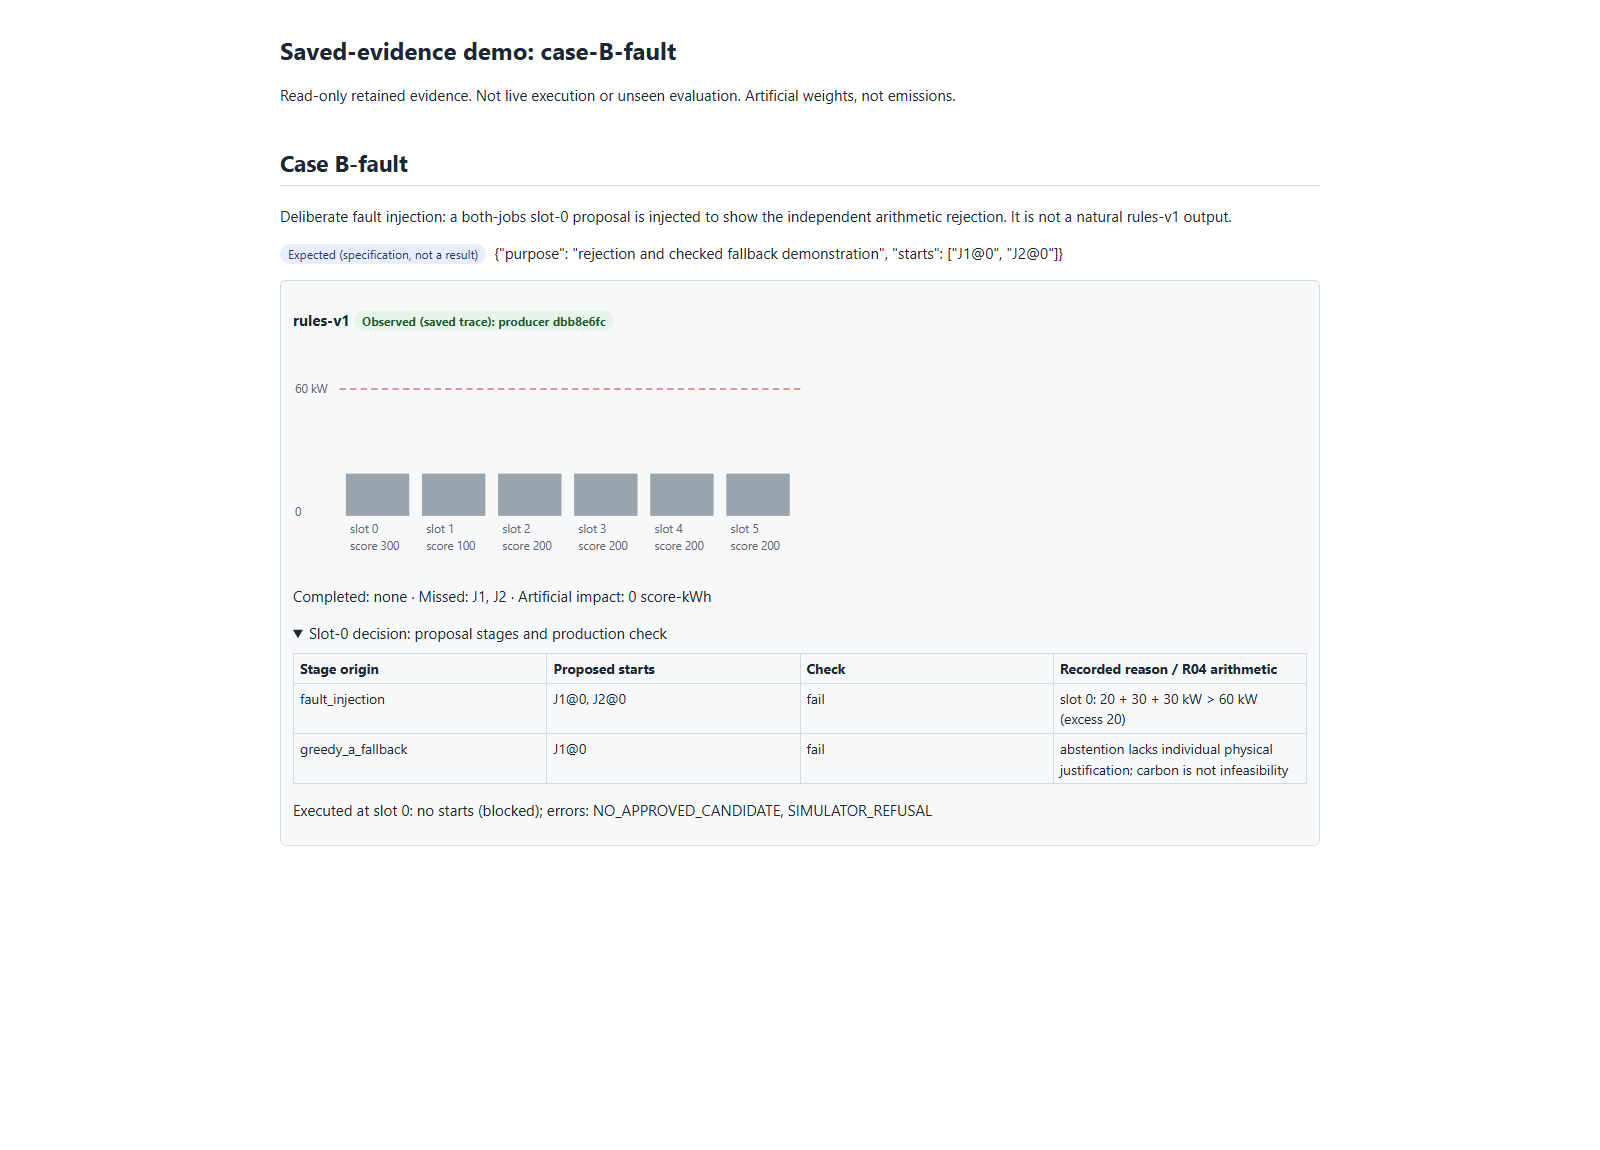 Saved-evidence demo: case-B-fault
Read-only retained evidence. Not live execution or unseen evaluation. Artificial weights, not emissions.
Case B-fault
Deliberate fault injection: a both-jobs slot-0 proposal is injected to show the independent arithmetic rejection. It is not a natural rules-v1 output.
Expected (specification, not a result) {"purpose": "rejection and checked fallback demonstration", "starts": ["J1@0", "J2@0"]}
rules-v1 Observed (saved trace): producer dbb8e6fc
60 kW
0
slot 0 slot 1 slot 2 slot 3 slot 4 slot 5
score 300 score 100 score 200 score 200 score 200 score 200
Completed: none · Missed: J1, J2 · Artificial impact: 0 score-kWh
▼ Slot-0 decision: proposal stages and production check
Stage origin Proposed starts Check Recorded reason / R04 arithmetic
fault_injection J1@0, J2@0 fail slot 0: 20 + 30 + 30 kW > 60 kW
(excess 20)
greedy_a_fallback J1@0 fail abstention lacks individual physical
justification; carbon is not infeasibility
Executed at slot 0: no starts (blocked); errors: NO_APPROVED_CANDIDATE, SIMULATOR_REFUSAL